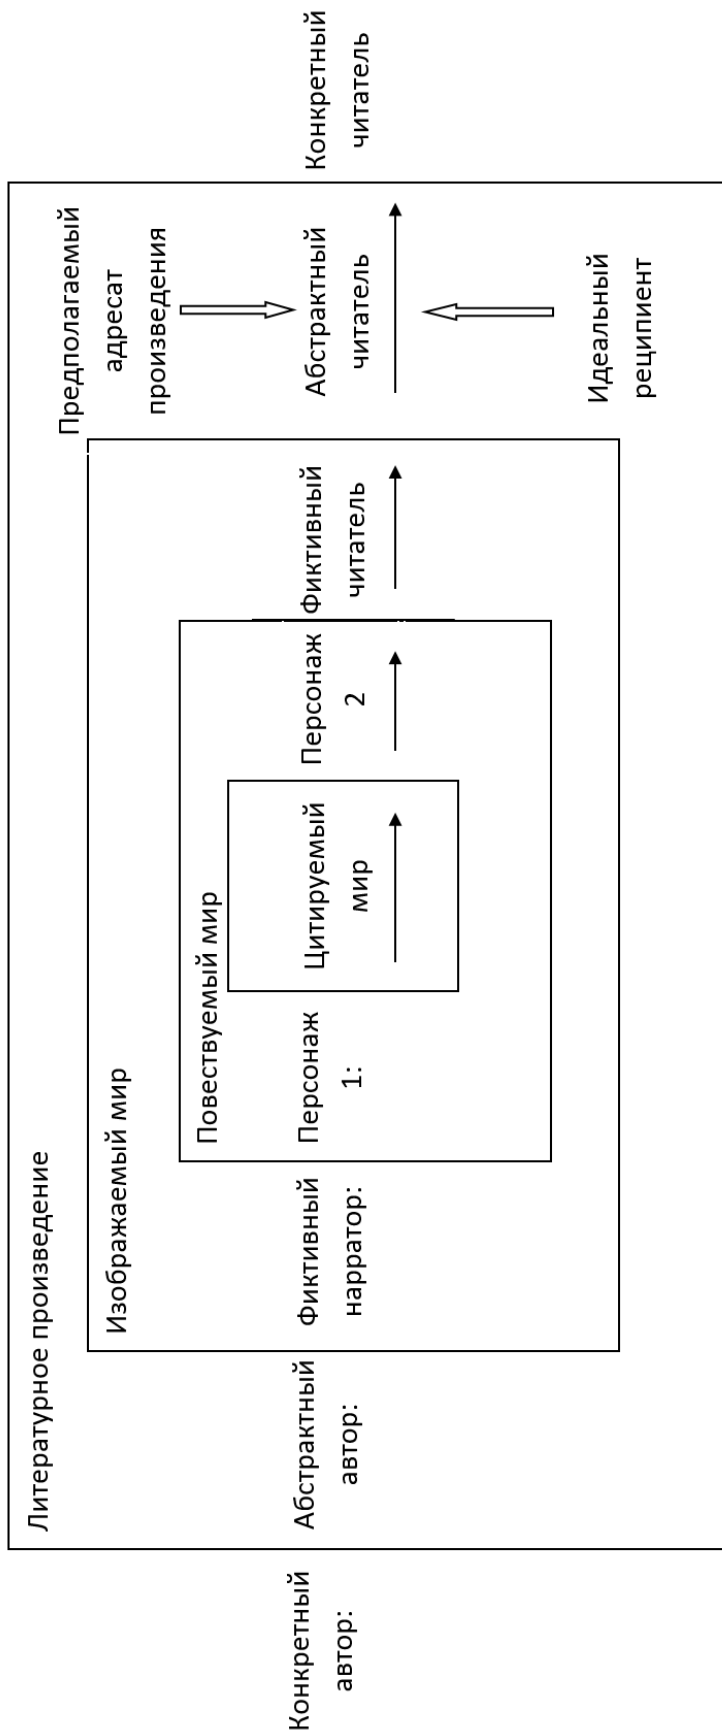 Литературное произведение
Изображаемый мир
Повествуемый мир
Предполагаемый
адресат
произведения
Конкретный
автор:
Абстрактный
автор:
Фиктивный
нарратор:
Персонаж
1:
Цитируемый
мир
Персонаж
2
Фиктивный
читатель
Абстрактный
читатель
Конкретный
читатель
Идеальный
реципиент